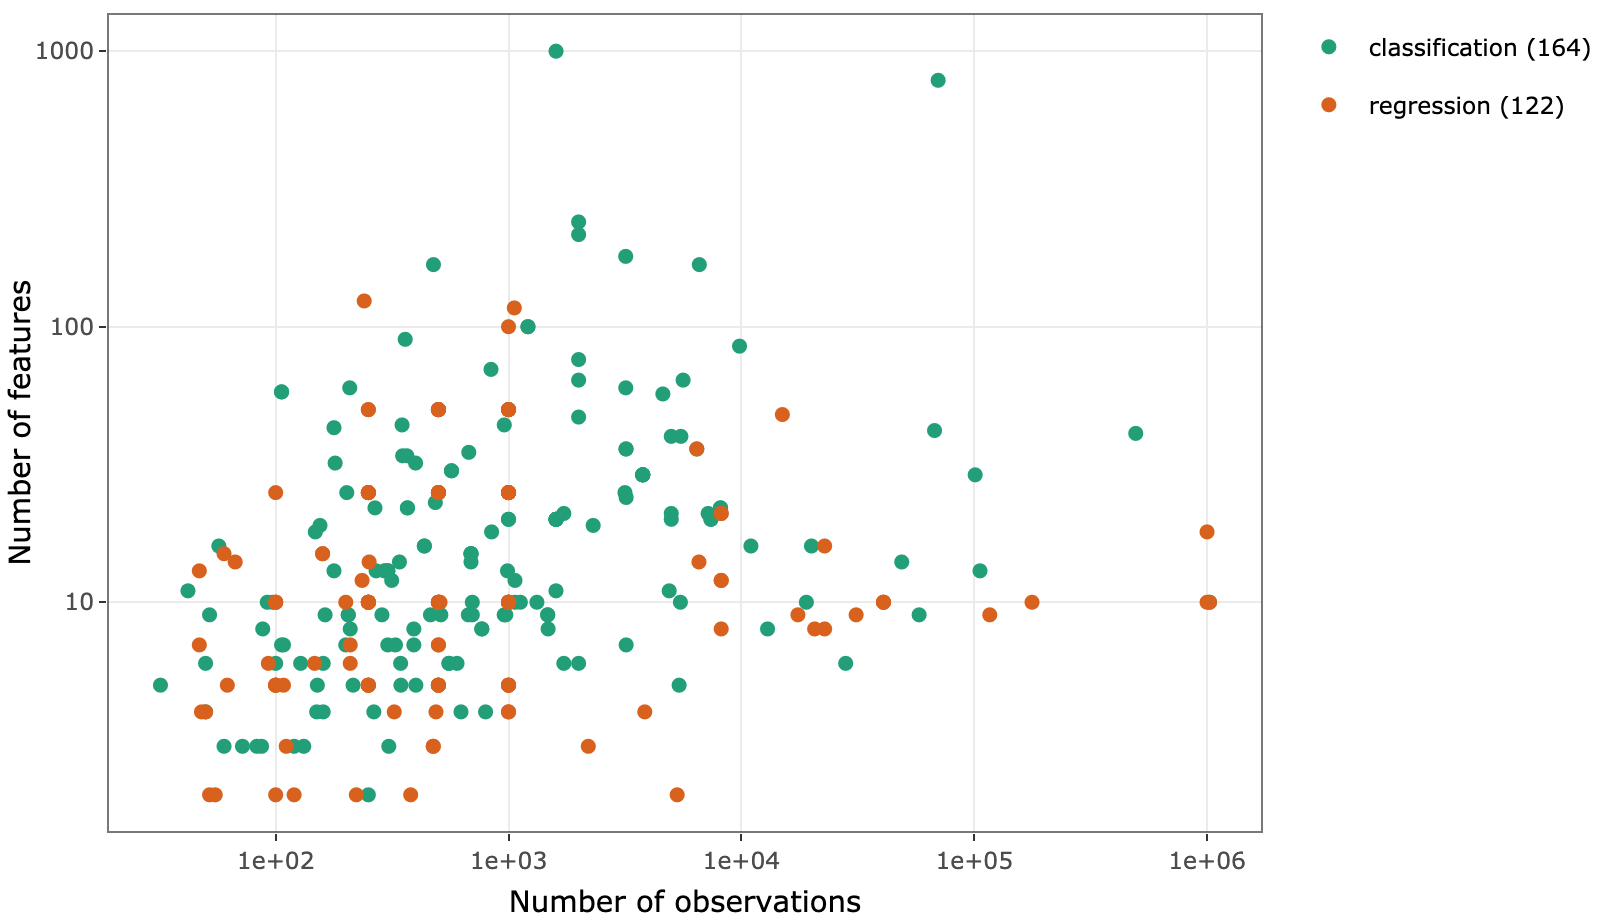 1000
100
10
Number of features
1e+02
1e+03
1e+04
1e+05
1e+06
Number of observations
classification (164)
regression (122)